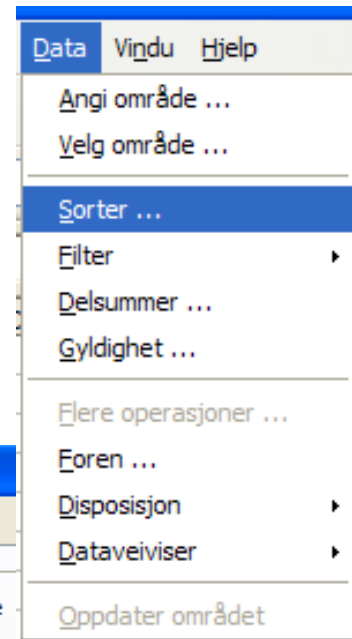 Data Vindu Hjelp
Angi område ...
Velg område ...
Sorter ...
Filter
Delsummer ...
Gyldighet ...
Flere operasjoner ...
Foren ...
Disposisjon
Dataveiviser
Oppdater området